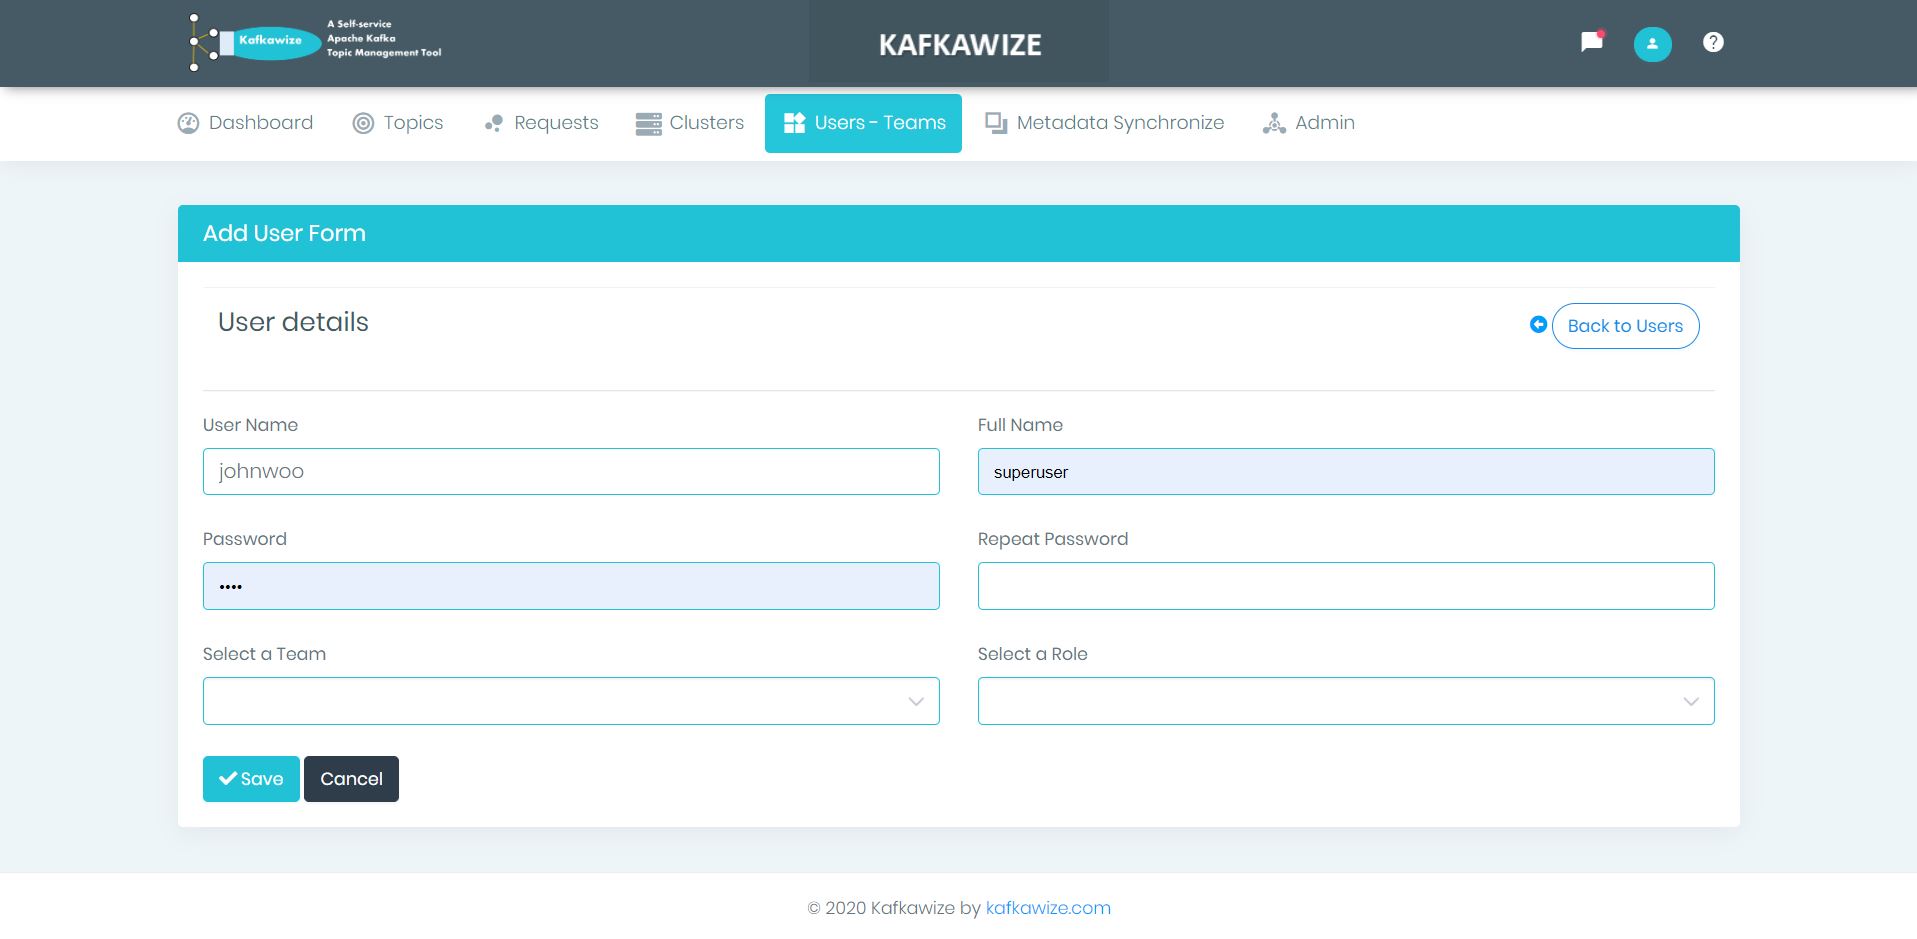 Kafkawize
A Self-service
Apache Kafka
Topic Management Tool
KAFKAWIZE
Dashboard
Topics
Requests
Clusters
Users - Teams
Metadata Synchronize
Admin
Add User Form
User details
Back to Users
User Name
Full Name
johnwoo
superuser
Password
Repeat Password
••••
Select a Team
Select a Role
Save
Cancel
© 2020 Kafkawize by kafkawize.com